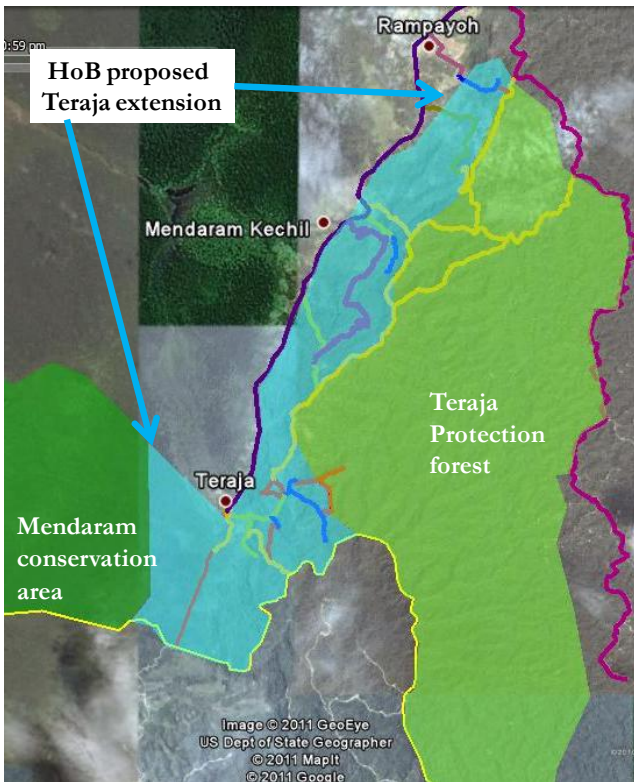 Rampayoh
0:59 pm
HoB proposed
Teraja extension
Mendaram Kechil
Teraja
Protection
forest
Teraja
Mendaram
conservation
area
Image © 2011 GeoEye
US Dept of State Geographer
© 2011 MapIt
© 2011 Google